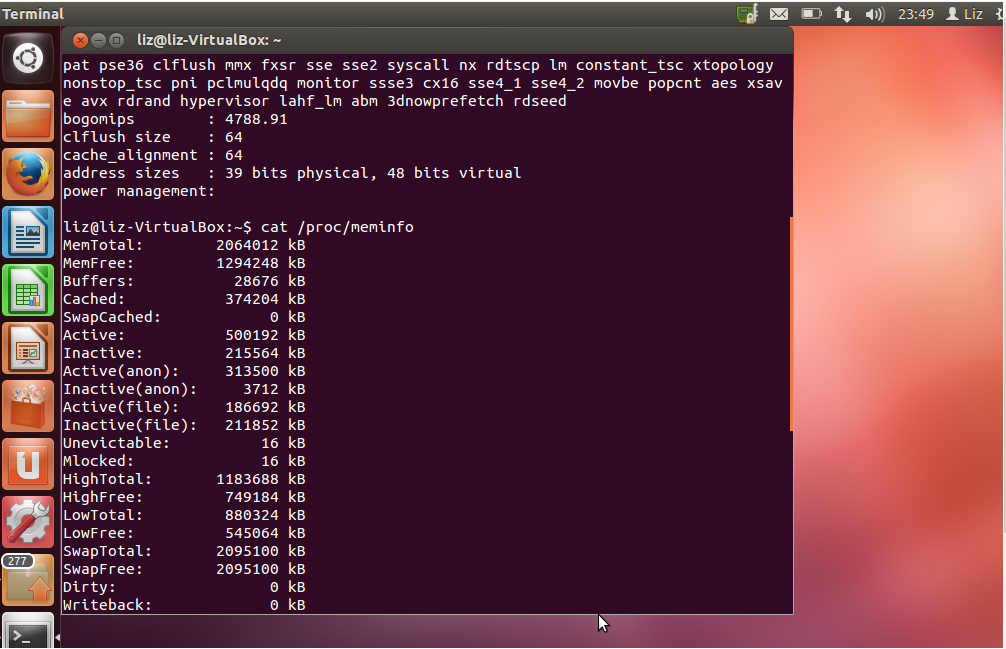 Terminal
23:49
Liz
liz@liz-VirtualBox: ~
pat pse36 clflush mmx fxsr sse sse2 syscall nx rdtscp lm constant_tsc xtopology
nonstop_tsc pni pclmulqdq monitor ssse3 cx16 sse4_1 sse4_2 movbe popcnt aes xsav
e avx rdrand hypervisor lahf_lm abm 3dnowprefetch rdseed
bogomips        : 4788.91
clflush size    : 64
cache_alignment : 64
address sizes   : 39 bits physical, 48 bits virtual
power management:
liz@liz-VirtualBox:~$ cat /proc/meminfo
MemTotal:        2064012 kB
MemFree:         1294248 kB
Buffers:           28676 kB
Cached:           374204 kB
SwapCached:            0 kB
Active:           500192 kB
Inactive:         215564 kB
Active(anon):     313500 kB
Inactive(anon):     3712 kB
Active(file):     186692 kB
Inactive(file):   211852 kB
Unevictable:          16 kB
Mlocked:              16 kB
HighTotal:       1183688 kB
HighFree:         749184 kB
LowTotal:         880324 kB
LowFree:          545064 kB
SwapTotal:       2095100 kB
SwapFree:        2095100 kB
Dirty:                 0 kB
Writeback:             0 kB
277
>_